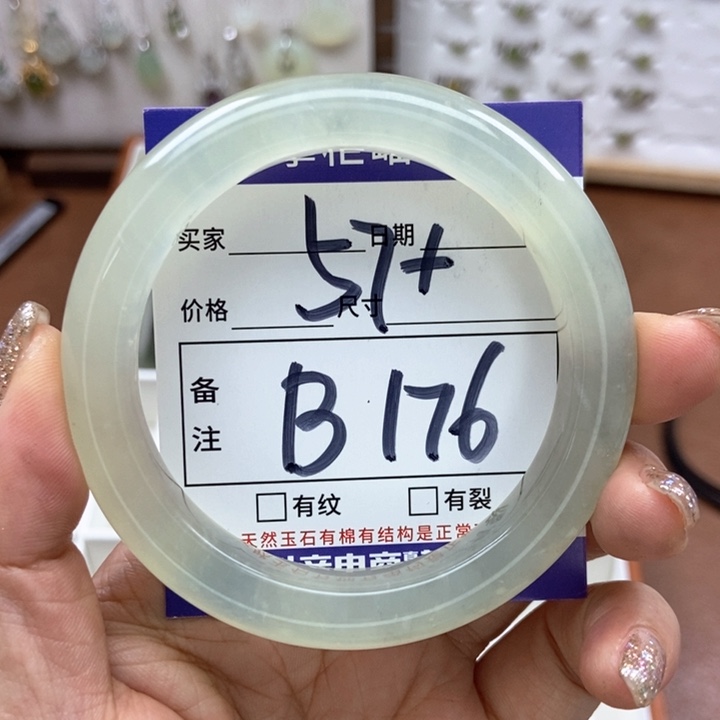 57+
买家 日期
价格 尺寸
备注
B 176
有纹 有裂
天然玉石有棉有结构是正常